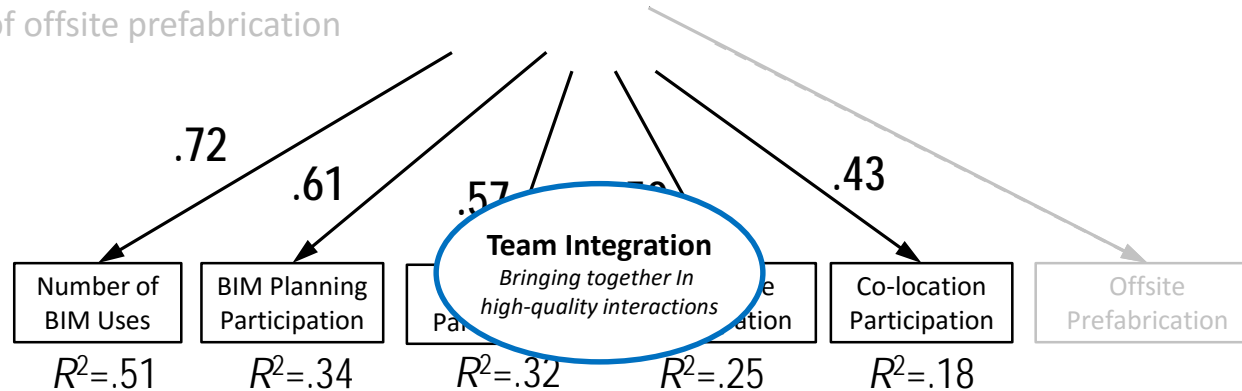 of offsite prefabrication
.72
.61
.57
.43
Team Integration
Bringing together In
high-quality interactions
Number of
BIM Uses
BIM Planning
Participation
Co-location
Participation
Offsite
Prefabrication
R²=.51
R²=.34
R²=.32
R²=.25
R²=.18